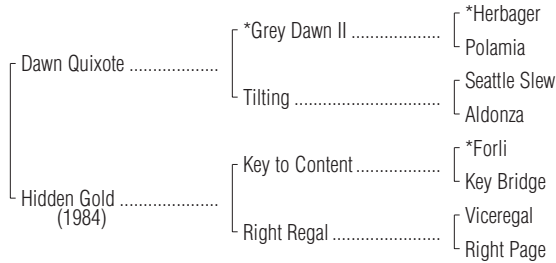 *Herbager
*Grey Dawn II ...................
Polamia
Dawn Quixote ...................
Seattle Slew
Tilting ...............................
Aldonza
*Forli
Key to Content ..................
Key Bridge
Hidden Gold .....................
(1984)
Viceregal
Right Regal .......................
Right Page